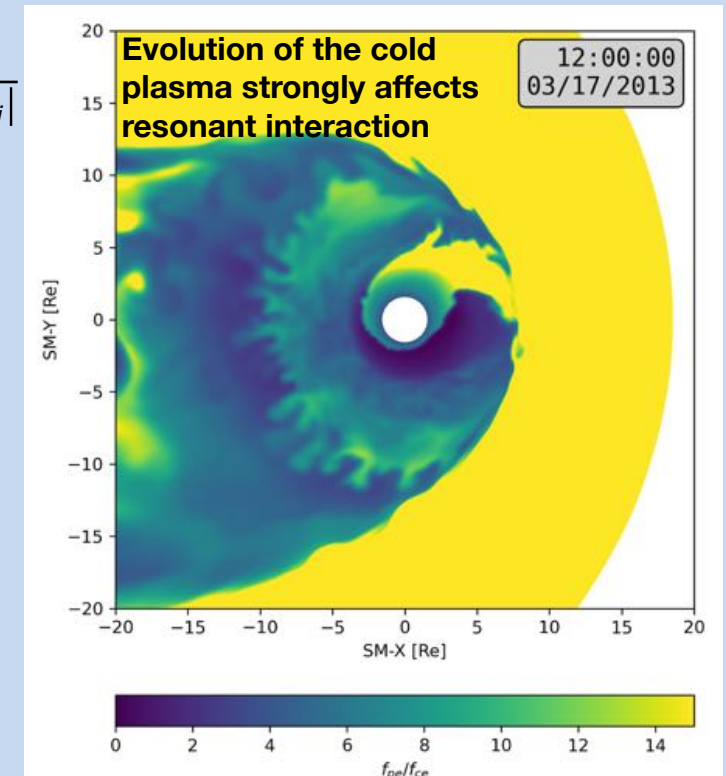 i|
Evolution of the cold
plasma strongly affects
resonant interaction
12:00:00
03/17/2013
20
15
10
5
0
−5
−10
−15
−20
SM-Y [Re]
−20 −15 −10 −5 0 5 10 15 20
SM-X [Re]
0 2 4 6 8 10 12 14
fpe/fce